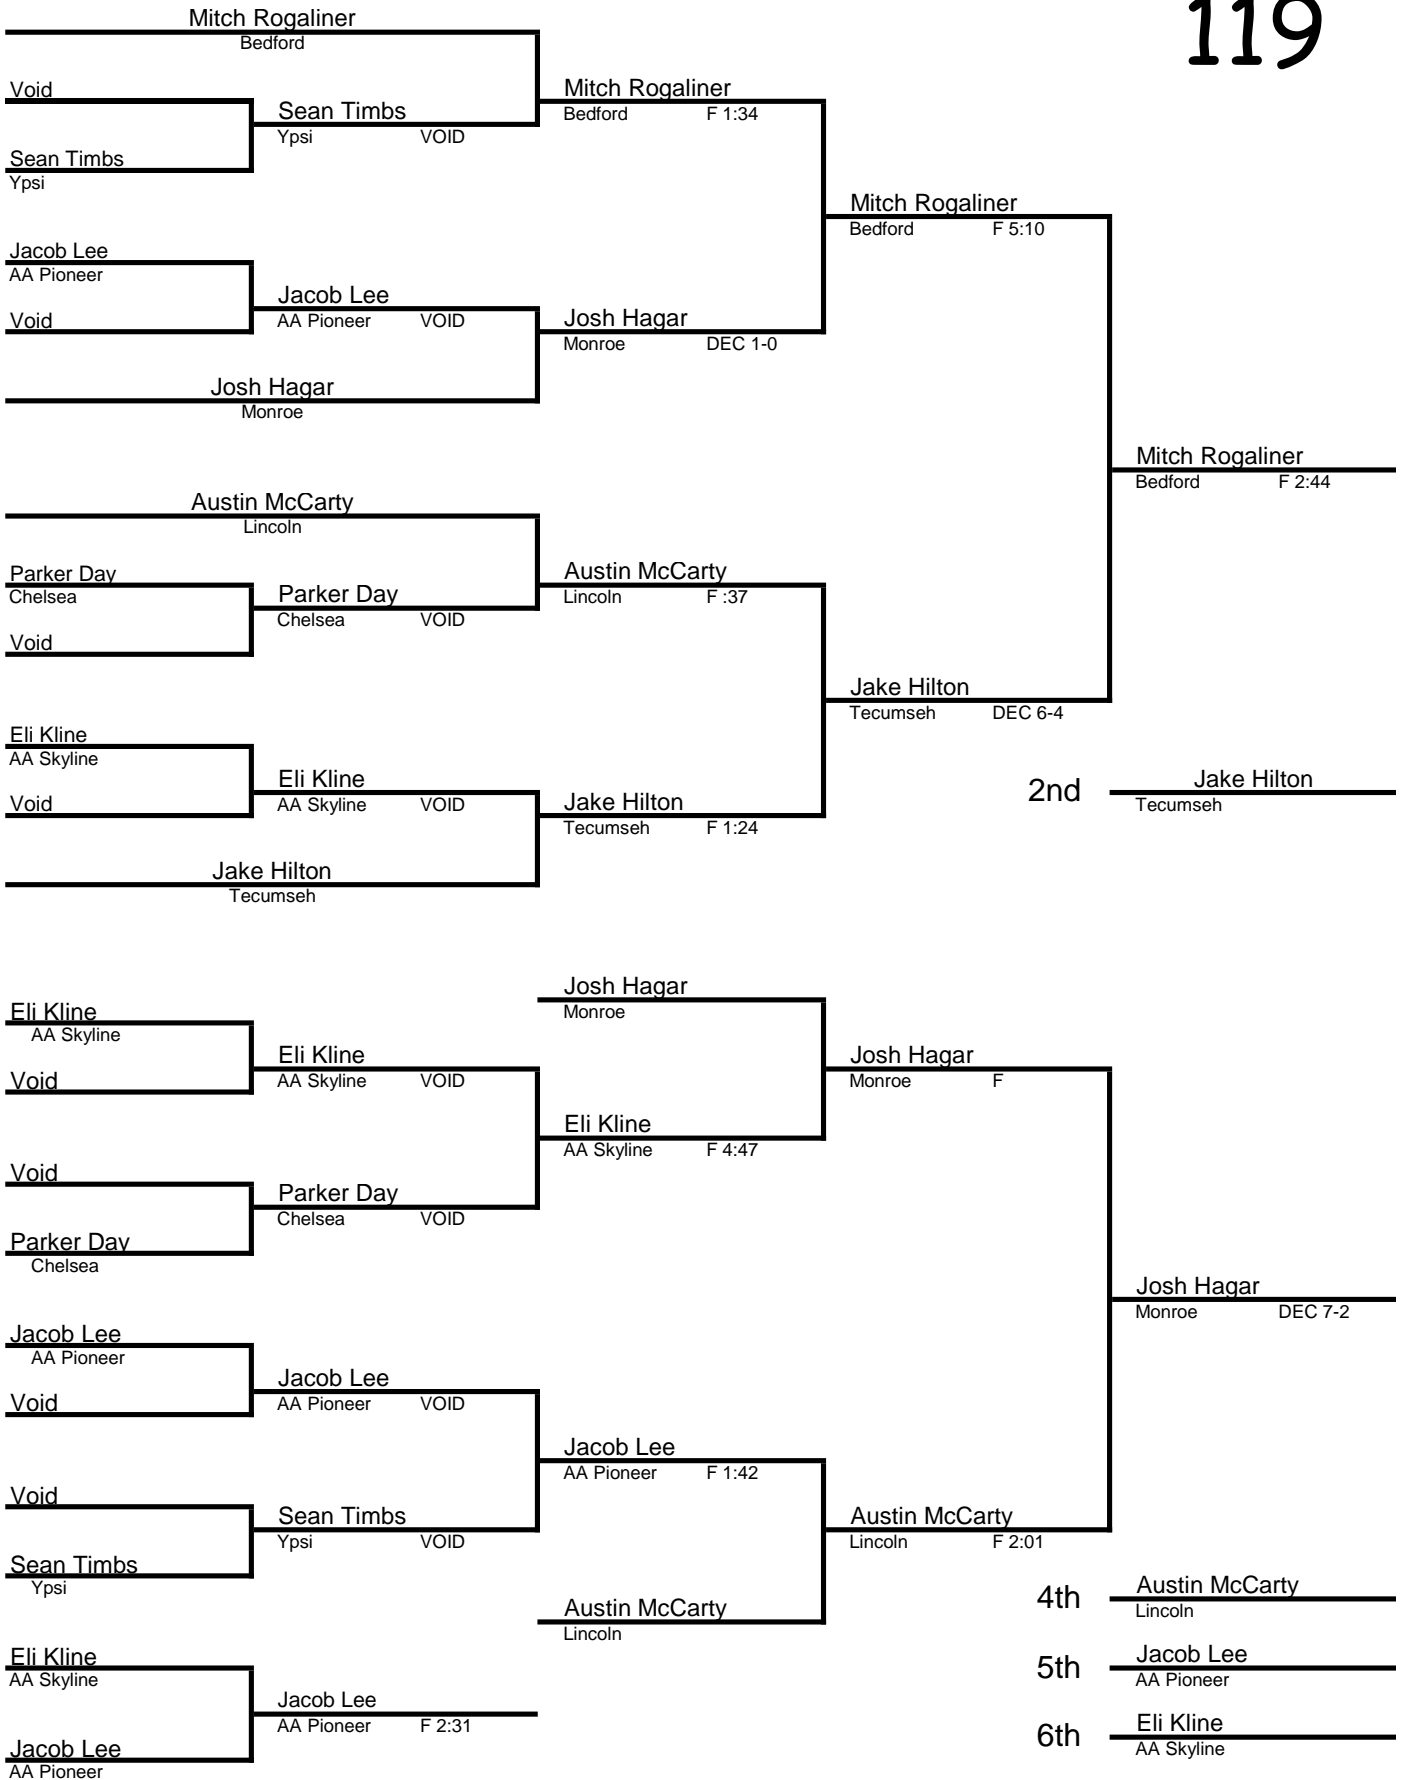 119
Mitch Rogaliner
Bedford
Void
Sean Timbs
Ypsi VOID
Sean Timbs
Ypsi
Mitch Rogaliner
Bedford F 1:34
Jacob Lee
AA Pioneer
Jacob Lee
AA Pioneer VOID
Void
Josh Hagar
Monroe DEC 1-0
Josh Hagar
Monroe
Mitch Rogaliner
Bedford F 5:10
Mitch Rogaliner
Bedford F 2:44
Austin McCarty
Lincoln
Parker Day
Chelsea
Parker Day
Chelsea VOID
Void
Austin McCarty
Lincoln F :37
Eli Kline
AA Skyline
Eli Kline
AA Skyline VOID
Void
Jake Hilton
Tecumseh F 1:24
Jake Hilton
Tecumseh
Jake Hilton
Tecumseh DEC 6-4
2nd Jake Hilton
Tecumseh
Josh Hagar
Monroe
Eli Kline
AA Skyline
Eli Kline
AA Skyline VOID
Void
Josh Hagar
Monroe F
Eli Kline
AA Skyline F 4:47
Void
Parker Day
Chelsea VOID
Parker Day
Chelsea
Josh Hagar
Monroe DEC 7-2
Jacob Lee
AA Pioneer
Jacob Lee
AA Pioneer VOID
Void
Jacob Lee
AA Pioneer F 1:42
Void
Sean Timbs
Ypsi VOID
Sean Timbs
Ypsi
Austin McCarty
Lincoln F 2:01
Austin McCarty
Lincoln
4th Austin McCarty
Lincoln
Eli Kline
AA Skyline
Jacob Lee
AA Pioneer F 2:31
Jacob Lee
AA Pioneer
5th Jacob Lee
AA Pioneer
6th Eli Kline
AA Skyline